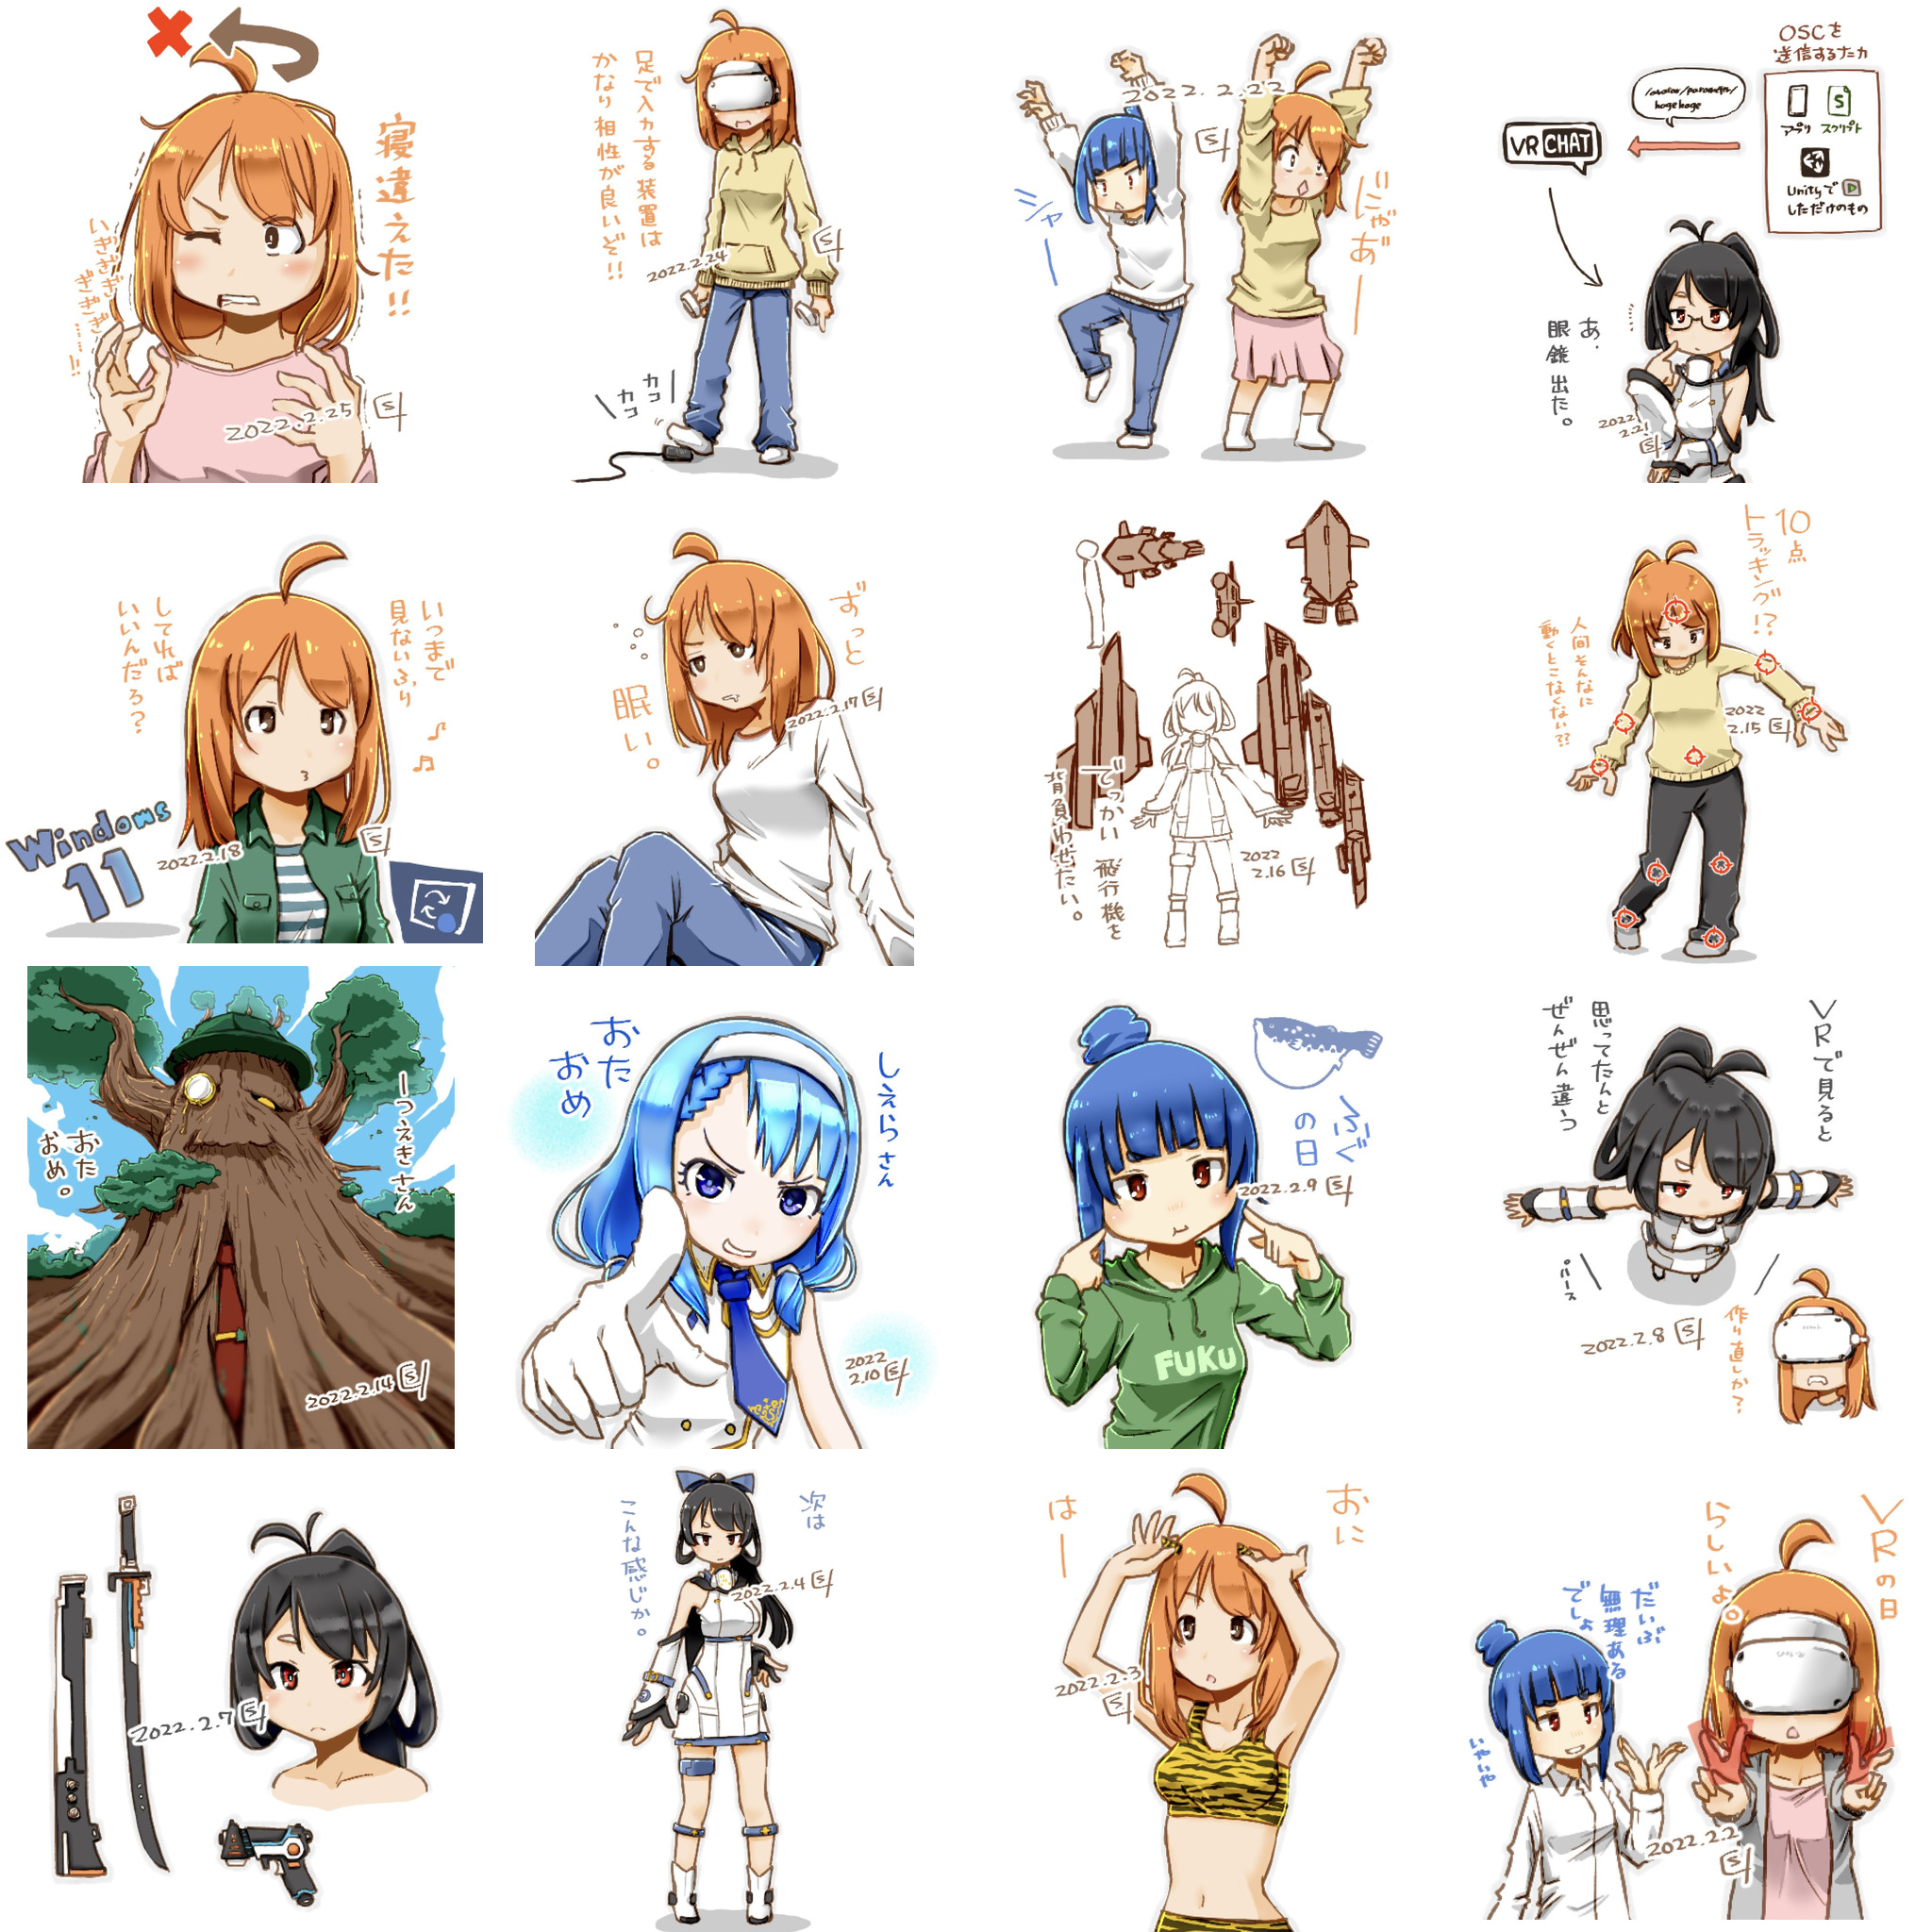 寝違えた!!
いぎぎぎ
ぎぎぎぎ……!!
2022.2.25
足で入力する装置は
かなり相性が良いぞ!!
カコ
カコ
2022.2.24
2022.2.22
シャー
にゃあ゛ー
OSCを
送信するナニカ
アプリ
スクリプト
Unityで
しただけのもの
/avatar/parameter/
hogehoge
VRCHAT
あ、
眼鏡出た。
2022
2.21
いつまで
見ないふり
してれば
いいんだろ?
Windows
11
2022.2.18
ずっと
眠い。
2022.2.17
でっかい飛行機を
背負わせたい。
2022
2.16
10点
トラッキング!?
人間そんなに
動くとこなくない??
2022
2.15
一つえきさん
おた
おめ。
2022.2.14
しえらさん
おた
おめ
2022
2.10
ふぐ
の日
2022.2.9
FUKU
VRで見ると
思ってたんと
ぜんぜん違う
パース
作り直しか?
2022.2.8
2022.2.7
次は
こんな感じか。
2022.2.4
おに
はー
2022.2.3
VRの日
らしいよ。
だいぶ
無理ある
でしょ
いやいや
2022.2.2